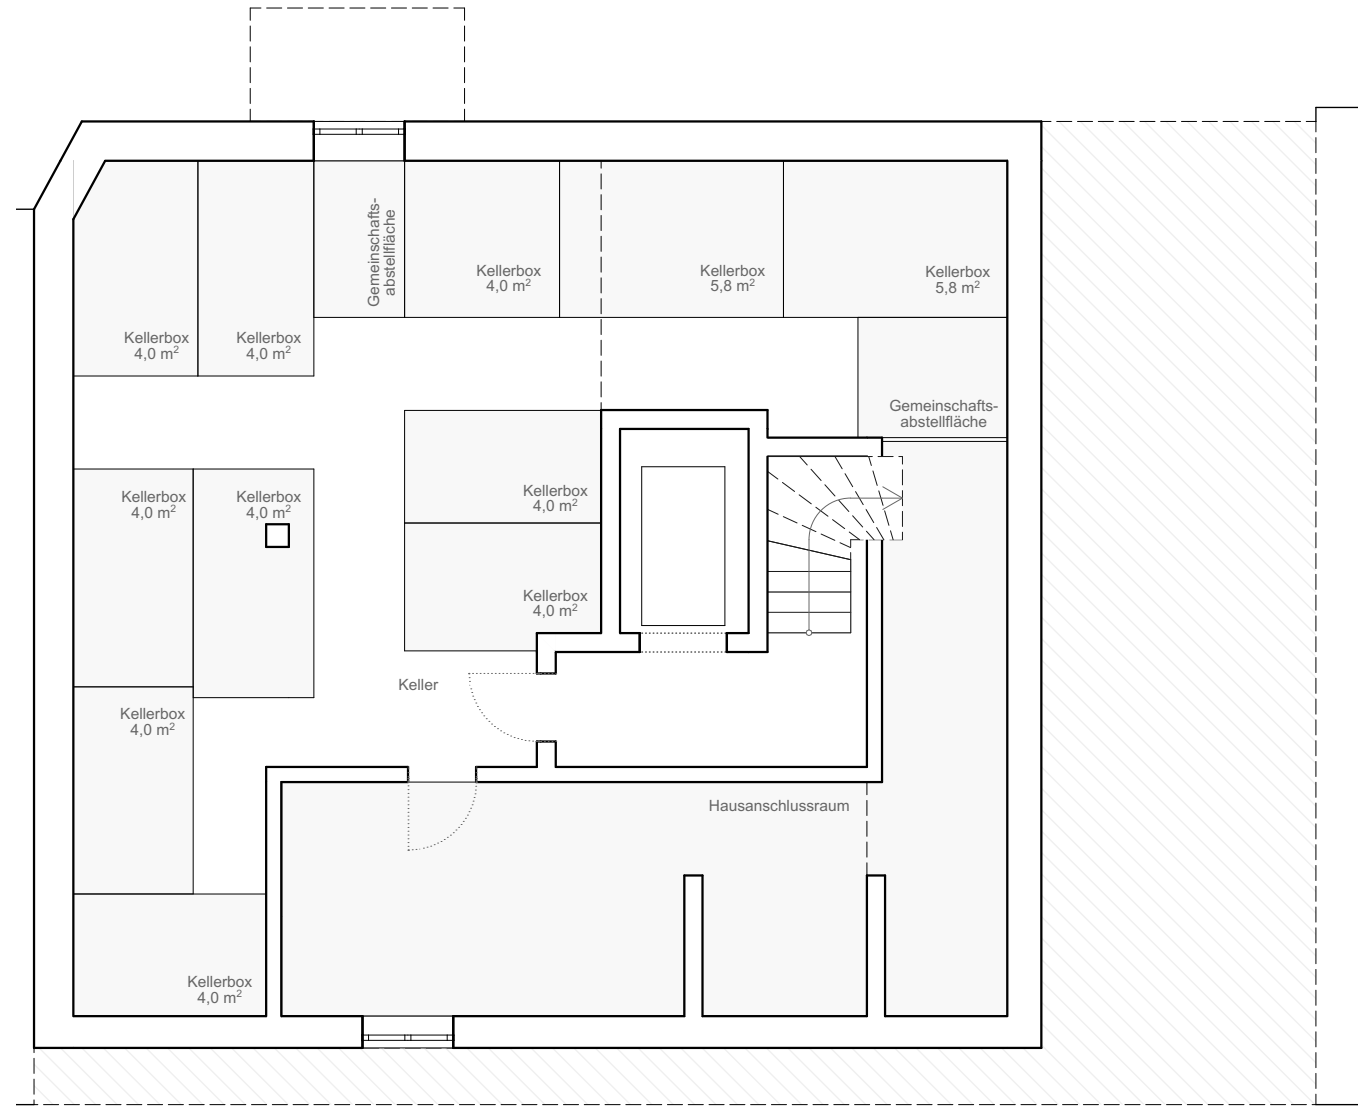 Gemeinschafts-
abstellfläche
Kellerbox
4,0 m²
Kellerbox
5,8 m²
Kellerbox
5,8 m²
Kellerbox
4,0 m²
Kellerbox
4,0 m²
Gemeinschafts-
abstellfläche
Kellerbox
4,0 m²
Kellerbox
4,0 m²
Kellerbox
4,0 m²
Kellerbox
4,0 m²
Keller
Kellerbox
4,0 m²
Hausanschlussraum
Kellerbox
4,0 m²